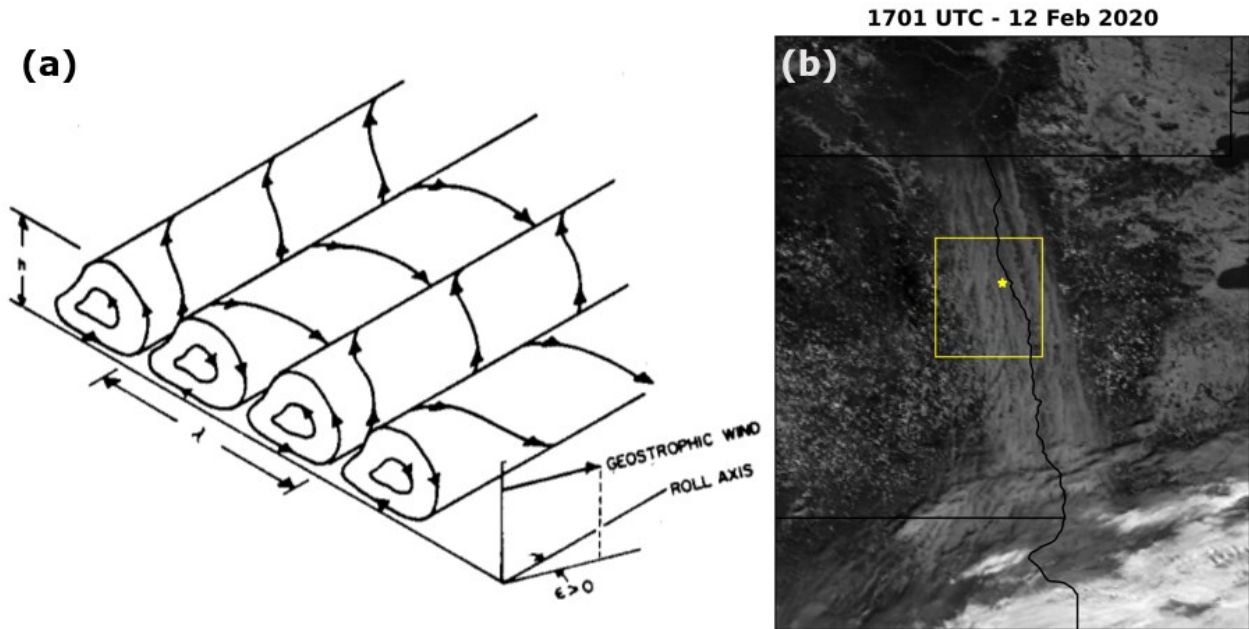 1701 UTC - 12 Feb 2020
(a)
(b)
h
λ
GEOSTROPHIC WIND
ROLL AXIS
ε>0